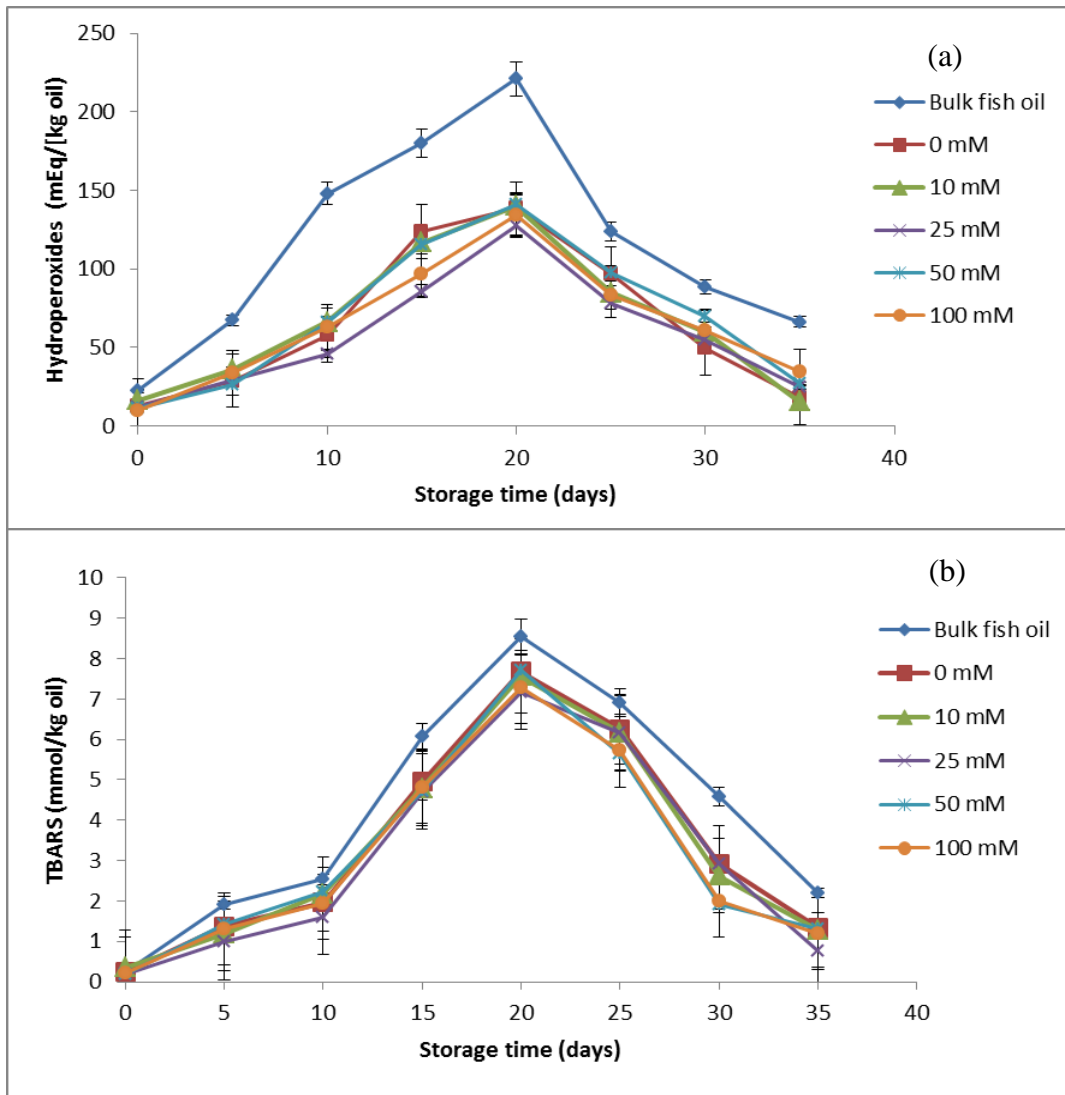 (a)
250
200
150
100
50
0
Hydroperoxides (mEq/[kg oil)
0 10 20 30 40
Storage time (days)
Bulk fish oil
0 mM
10 mM
25 mM
50 mM
100 mM
(b)
10
9
8
7
6
5
4
3
2
1
0
TBARS (mmol/kg oil)
0 5 10 15 20 25 30 35 40
Storage time (days)
Bulk fish oil
0 mM
10 mM
25 mM
50 mM
100 mM